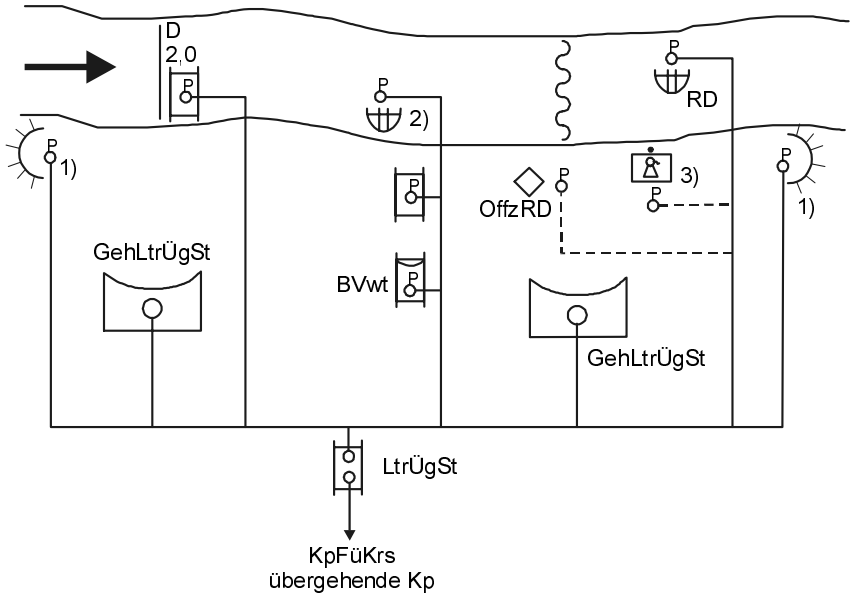 D
2,0
P
P
2)
P
RD
P
1)
P
1)
P
OffzRD
P
3)
P
GehLtrÜgSt
BVwt
P
GehLtrÜgSt
LtrÜgSt
KpFüKrs
übergehende Kp